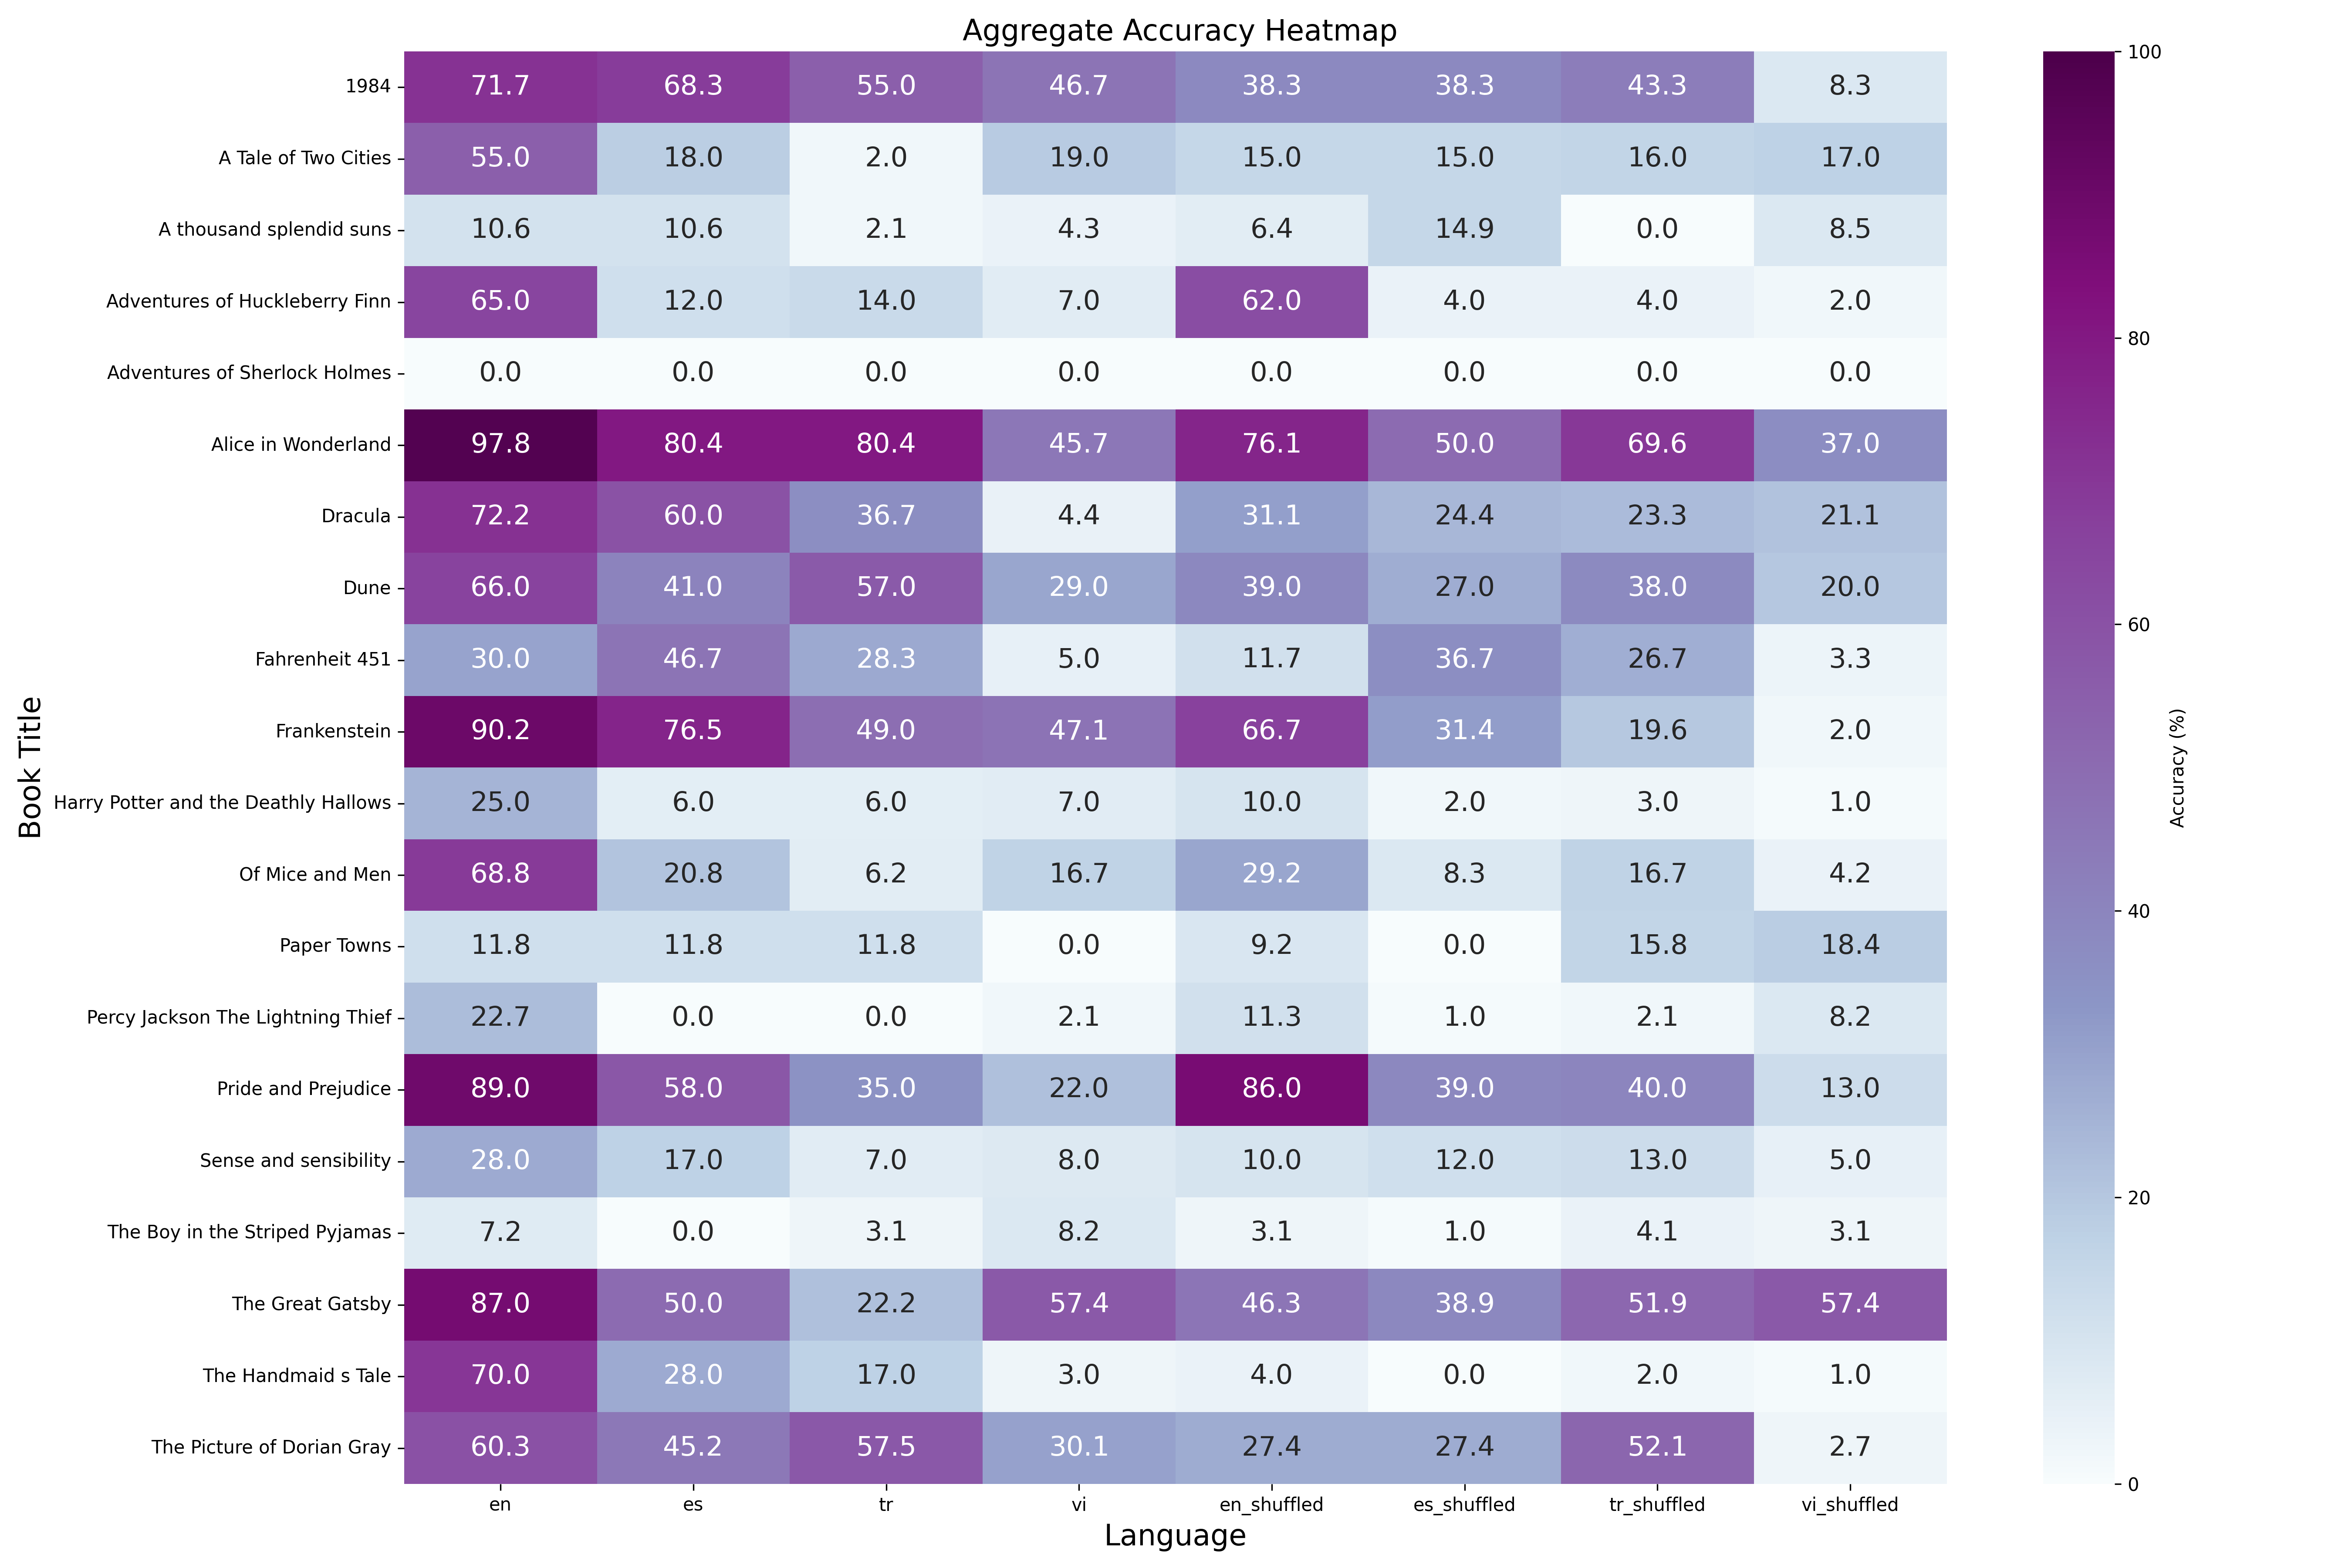 Aggregate Accuracy Heatmap
1984 71.7 68.3 55.0 46.7 38.3 38.3 43.3 8.3
A Tale of Two Cities 55.0 18.0 2.0 19.0 15.0 15.0 16.0 17.0
A thousand splendid suns 10.6 10.6 2.1 4.3 6.4 14.9 0.0 8.5
Adventures of Huckleberry Finn 65.0 12.0 14.0 7.0 62.0 4.0 4.0 2.0
Adventures of Sherlock Holmes 0.0 0.0 0.0 0.0 0.0 0.0 0.0 0.0
Alice in Wonderland 97.8 80.4 80.4 45.7 76.1 50.0 69.6 37.0
Dracula 72.2 60.0 36.7 4.4 31.1 24.4 23.3 21.1
Dune 66.0 41.0 57.0 29.0 39.0 27.0 38.0 20.0
Fahrenheit 451 30.0 46.7 28.3 5.0 11.7 36.7 26.7 3.3
Frankenstein 90.2 76.5 49.0 47.1 66.7 31.4 19.6 2.0
Harry Potter and the Deathly Hallows 25.0 6.0 6.0 7.0 10.0 2.0 3.0 1.0
Of Mice and Men 68.8 20.8 6.2 16.7 29.2 8.3 16.7 4.2
Paper Towns 11.8 11.8 11.8 0.0 9.2 0.0 15.8 18.4
Percy Jackson The Lightning Thief 22.7 0.0 0.0 2.1 11.3 1.0 2.1 8.2
Pride and Prejudice 89.0 58.0 35.0 22.0 86.0 39.0 40.0 13.0
Sense and sensibility 28.0 17.0 7.0 8.0 10.0 12.0 13.0 5.0
The Boy in the Striped Pyjamas 7.2 0.0 3.1 8.2 3.1 1.0 4.1 3.1
The Great Gatsby 87.0 50.0 22.2 57.4 46.3 38.9 51.9 57.4
The Handmaid s Tale 70.0 28.0 17.0 3.0 4.0 0.0 2.0 1.0
The Picture of Dorian Gray 60.3 45.2 57.5 30.1 27.4 27.4 52.1 2.7
en es tr vi en_shuffled es_shuffled tr_shuffled vi_shuffled
Language
Book Title
100
80
60
40
20
0
Accuracy (%)